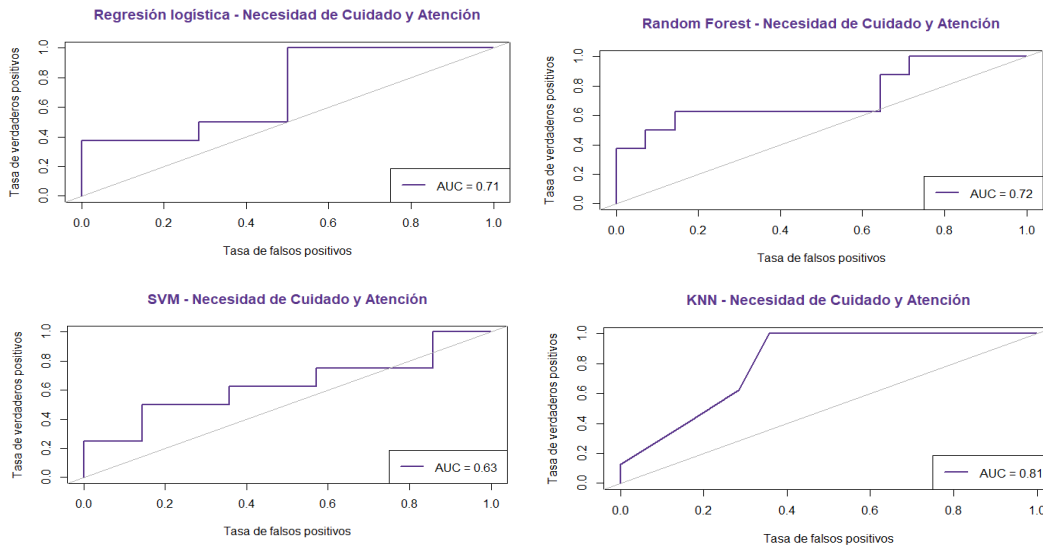 Regresión logística - Necesidad de Cuidado y Atención
Tasa de verdaderos positivos
0.0 0.2 0.4 0.6 0.8 1.0
AUC = 0.71
0.0 0.2 0.4 0.6 0.8 1.0
Tasa de falsos positivos
Random Forest - Necesidad de Cuidado y Atención
Tasa de verdaderos positivos
0.0 0.2 0.4 0.6 0.8 1.0
AUC = 0.72
0.0 0.2 0.4 0.6 0.8 1.0
Tasa de falsos positivos
SVM - Necesidad de Cuidado y Atención
Tasa de verdaderos positivos
0.0 0.2 0.4 0.6 0.8 1.0
AUC = 0.63
0.0 0.2 0.4 0.6 0.8 1.0
Tasa de falsos positivos
KNN - Necesidad de Cuidado y Atención
Tasa de verdaderos positivos
0.0 0.2 0.4 0.6 0.8 1.0
AUC = 0.81
0.0 0.2 0.4 0.6 0.8 1.0
Tasa de falsos positivos